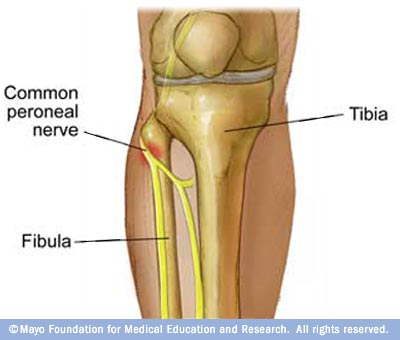 Common
peroneal
nerve
Tibia
Fibula
©Mayo Foundation for Medical Education and Research. All rights reserved.